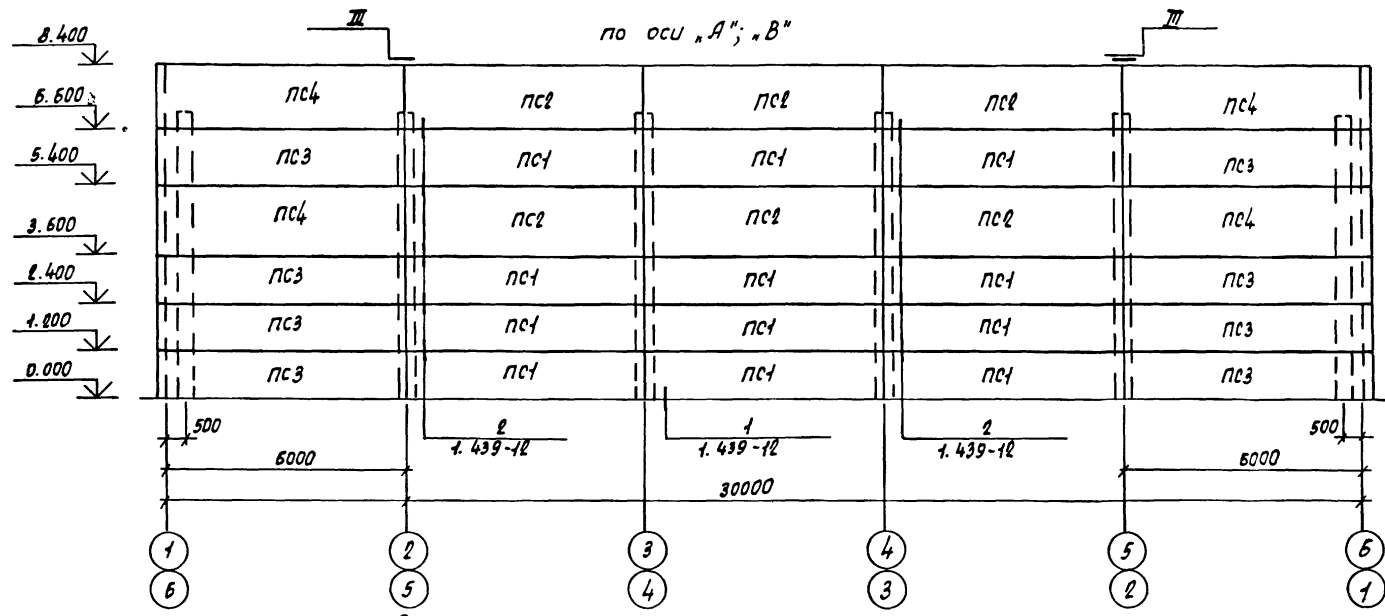 III
III
по оси „А"; „В"
8.400
6.600
5.400
3.600
2.400
1.200
0.000
ПС4 ПС2 ПС2 ПС2 ПС4
ПС3 ПС1 ПС1 ПС1 ПС3
ПС4 ПС2 ПС2 ПС2 ПС4
ПС3 ПС1 ПС1 ПС1 ПС3
ПС3 ПС1 ПС1 ПС1 ПС3
ПС3 ПС1 ПС1 ПС1 ПС3
500
2
1.439-12
1
1.439-12
2
1.439-12
500
6000
6000
30000
1 2 3 4 5 6
6 5 4 3 2 1